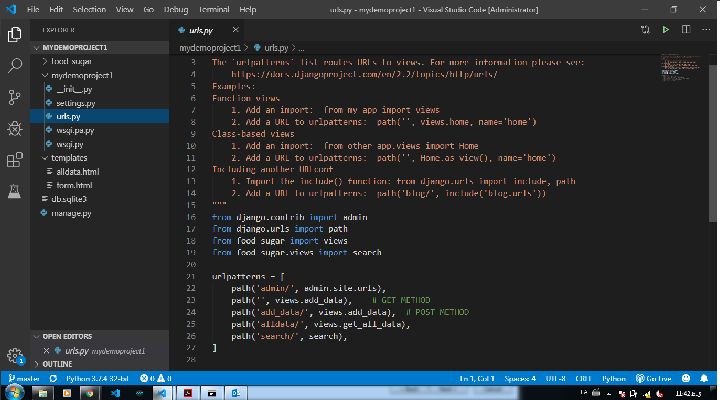 File Edit Selection View Go Debug Terminal Help
urls.py - mydemoproject1 - Visual Studio Code [Administrator]
EXPLORER
MYDEMOPROJECT1
food_sugar
mydemoproject1
__init__.py
settings.py
urls.py
wsgi.pa.py
wsgi.py
templates
alldata.html
form.html
db.sqlite3
manage.py
OPEN EDITORS
urls.py mydemoproject1
OUTLINE
urls.py
mydemoproject1 > urls.py > ...
3 The `urlpatterns` list routes URLs to views. For more information please see:
4 https://docs.djangoproject.com/en/2.2/topics/http/urls/
5 Examples:
6 Function views
7 1. Add an import: from my_app import views
8 2. Add a URL to urlpatterns: path('', views.home, name='home')
9 Class-based views
10 1. Add an import: from other_app.views import Home
11 2. Add a URL to urlpatterns: path('', Home.as_view(), name='home')
12 Including another URLconf
13 1. Import the include() function: from django.urls import include, path
14 2. Add a URL to urlpatterns: path('blog/', include('blog.urls'))
15 """
16 from django.contrib import admin
17 from django.urls import path
18 from food_sugar import views
19 from food_sugar.views import search
20
21 urlpatterns = [
22 path('admin/', admin.site.urls),
23 path('', views.add_data), # GET METHOD
24 path('add_data/', views.add_data), # POST METHOD
25 path('alldata/', views.get_all_data),
26 path('search/', search),
27 ]
28
1
master Python 3.7.4 32-bit 0 0 Ln 1, Col 1 Spaces: 4 UTF-8 CRLF Python Go Live